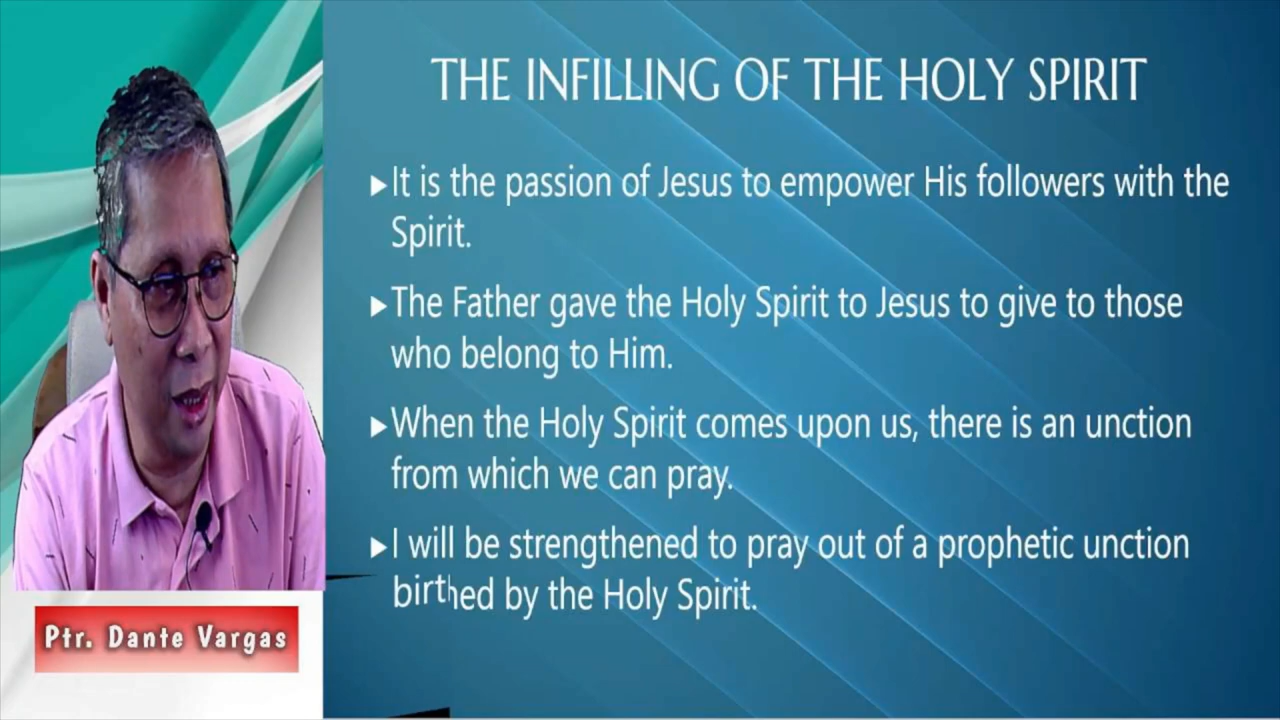 THE INFILLING OF THE HOLY SPIRIT
▶It is the passion of Jesus to empower His followers with the
Spirit.
▶The Father gave the Holy Spirit to Jesus to give to those
who belong to Him.
▶When the Holy Spirit comes upon us, there is an unction
from which we can pray.
▶I will be strengthened to pray out of a prophetic unction
birthed by the Holy Spirit.
Ptr. Dante Vargas